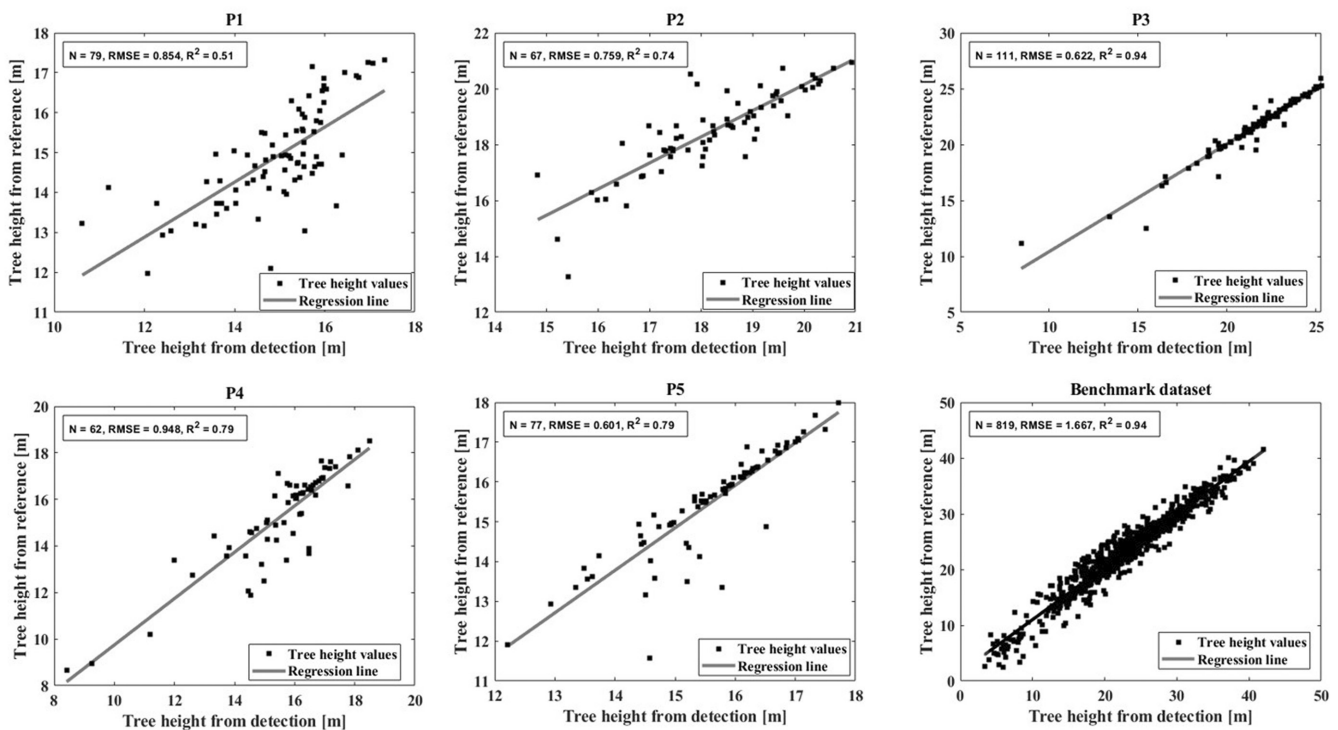 P1
N = 79, RMSE = 0.854, R² = 0.51
Tree height from reference [m]
18
17
16
15
14
13
12
11
Tree height values
Regression line
10
12
14
16
18
Tree height from detection [m]
P2
N = 67, RMSE = 0.759, R² = 0.74
Tree height from reference [m]
22
20
18
16
14
12
Tree height values
Regression line
14
15
16
17
18
19
20
21
Tree height from detection [m]
P3
N = 111, RMSE = 0.622, R² = 0.94
Tree height from reference [m]
30
25
20
15
10
5
Tree height values
Regression line
5
10
15
20
25
Tree height from detection [m]
P4
N = 62, RMSE = 0.948, R² = 0.79
Tree height from reference [m]
20
18
16
14
12
10
8
Tree height values
Regression line
8
10
12
14
16
18
20
Tree height from detection [m]
P5
N = 77, RMSE = 0.601, R² = 0.79
Tree height from reference [m]
18
17
16
15
14
13
12
11
Tree height values
Regression line
12
13
14
15
16
17
18
Tree height from detection [m]
Benchmark dataset
N = 819, RMSE = 1.667, R² = 0.94
Tree height from reference [m]
50
40
30
20
10
0
Tree height values
Regression line
0
10
20
30
40
50
Tree height from detection [m]